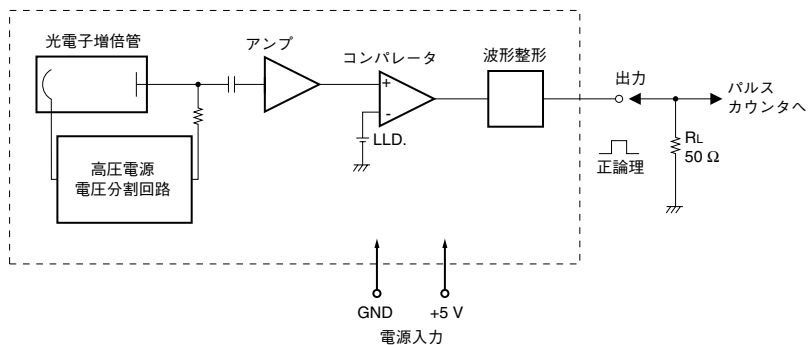 光電子増倍管
アンプ
コンパレータ
波形整形
出力
パルス
カウンタへ
+
-
LLD.
高圧電源
電圧分割回路
正論理
RL
50 Ω
GND
+5 V
電源入力